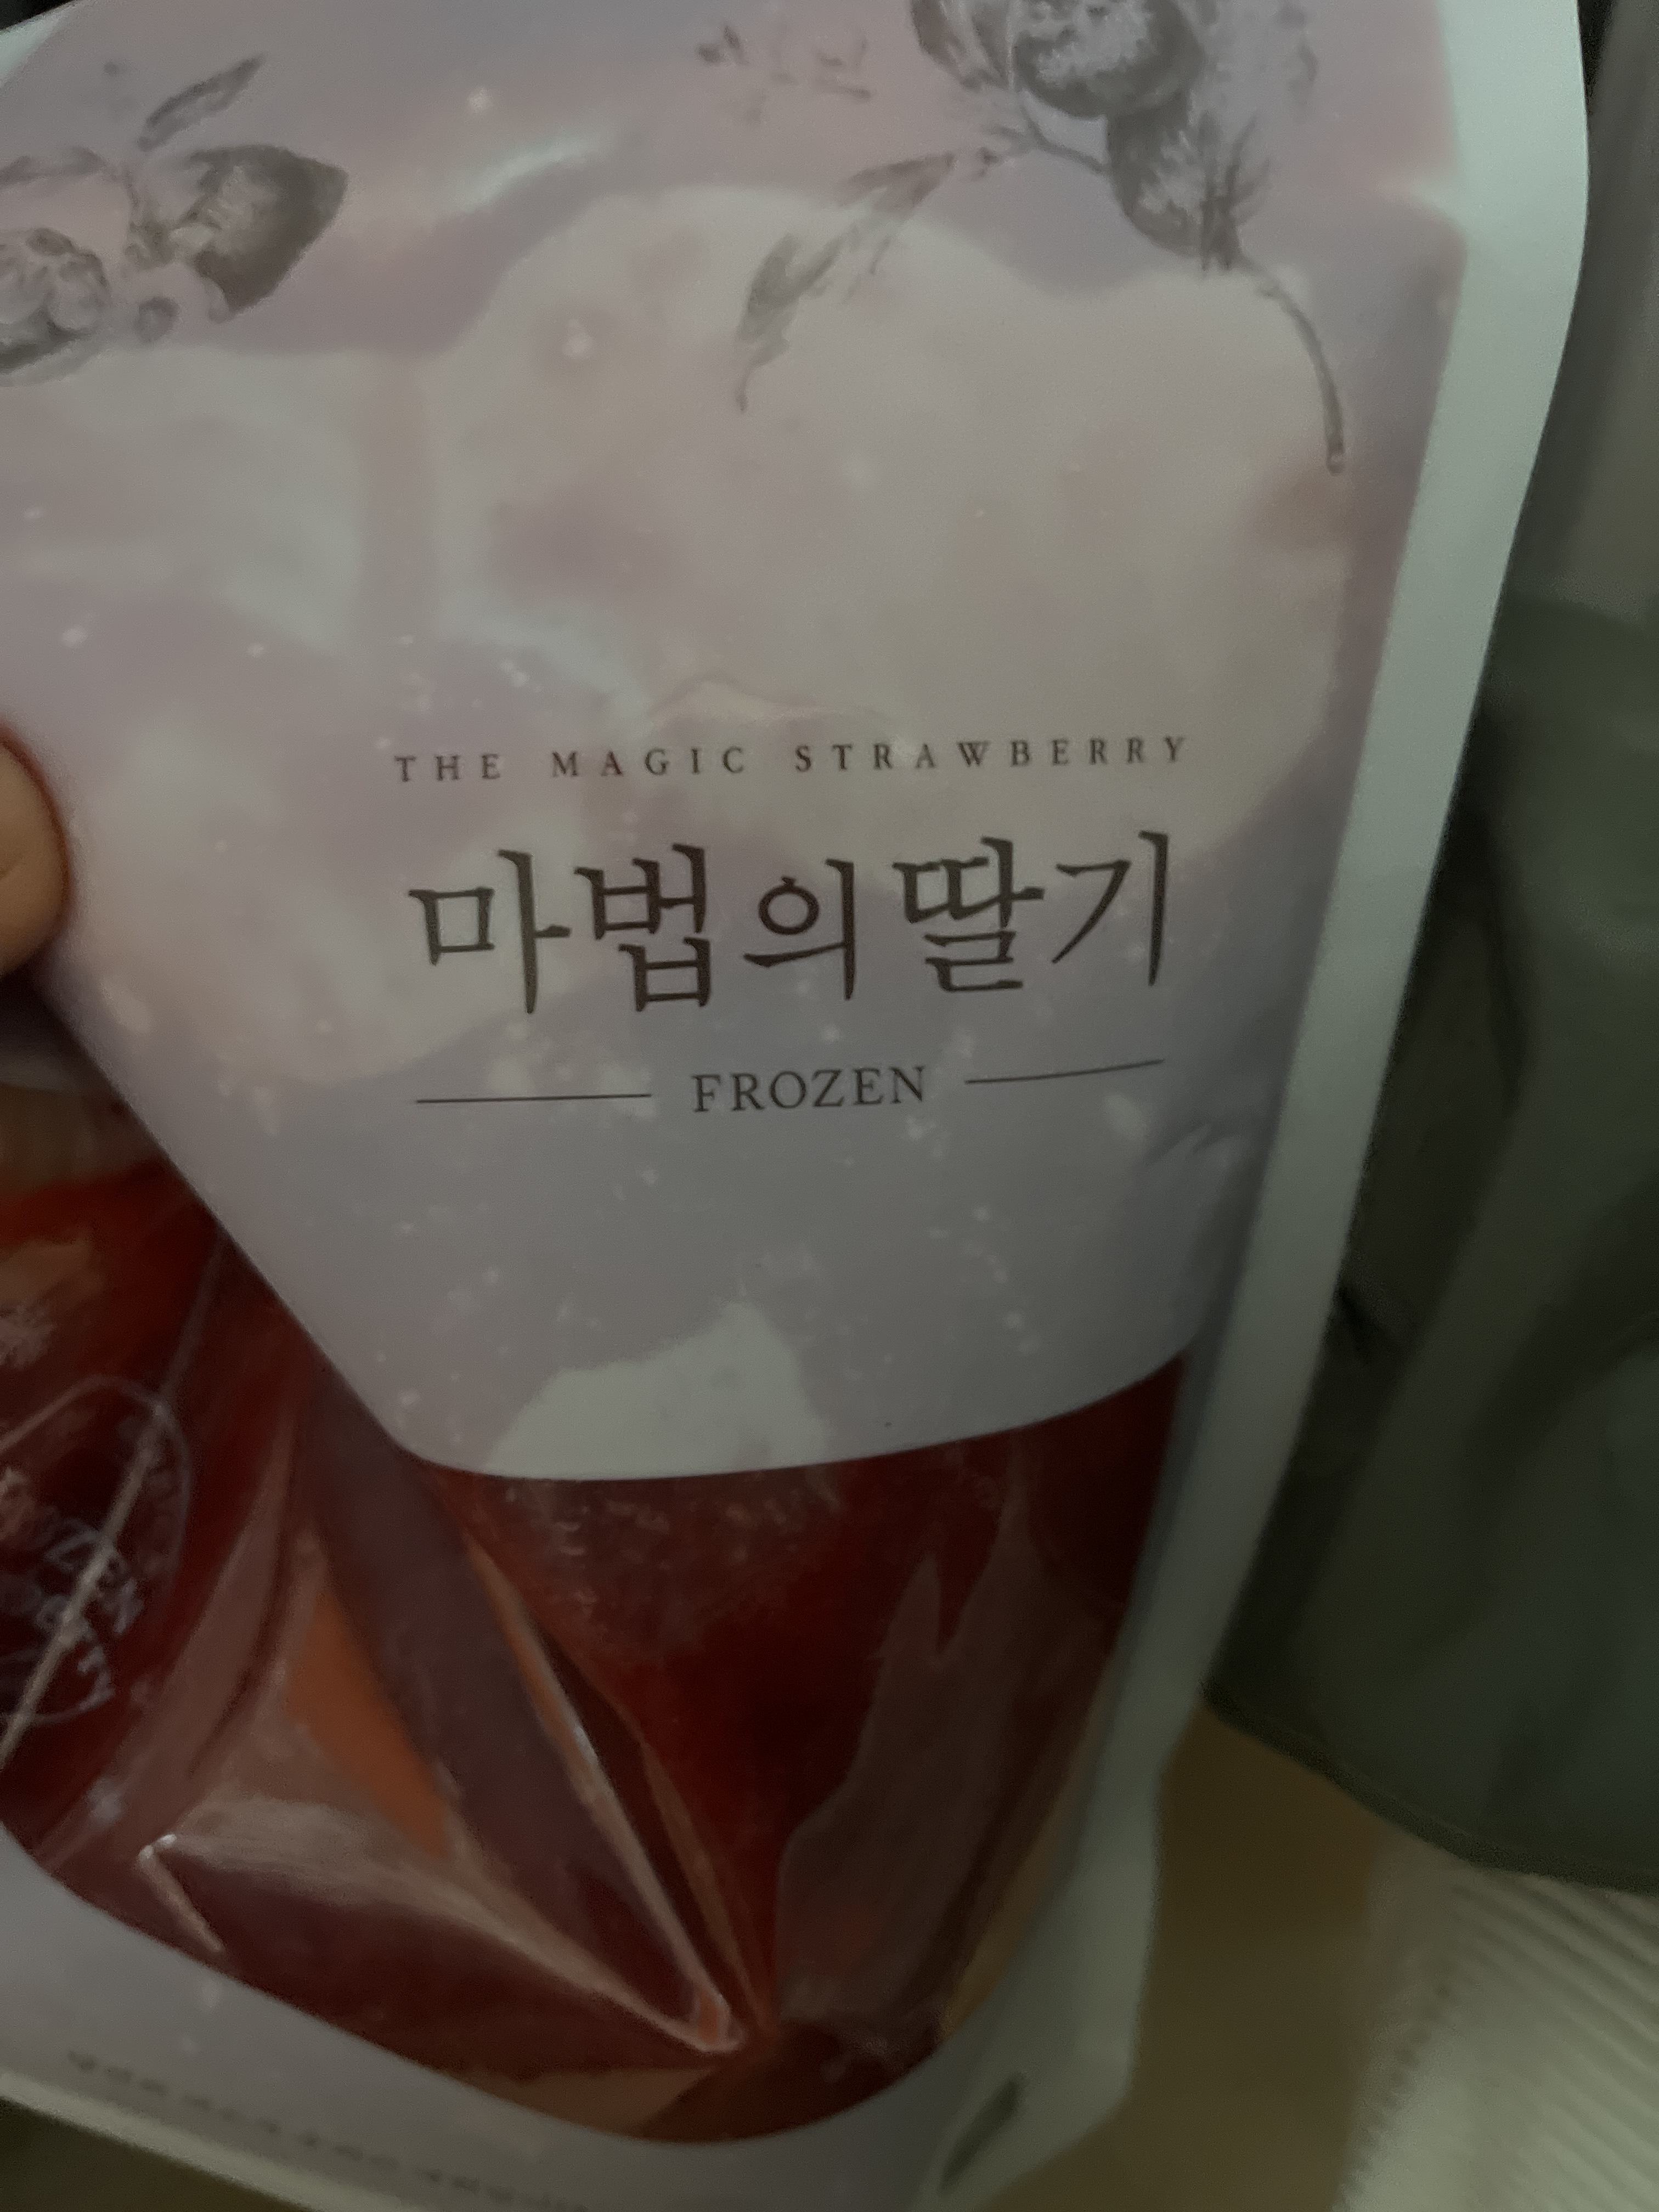 THE MAGIC STRAWBERRY
마법의딸기
FROZEN